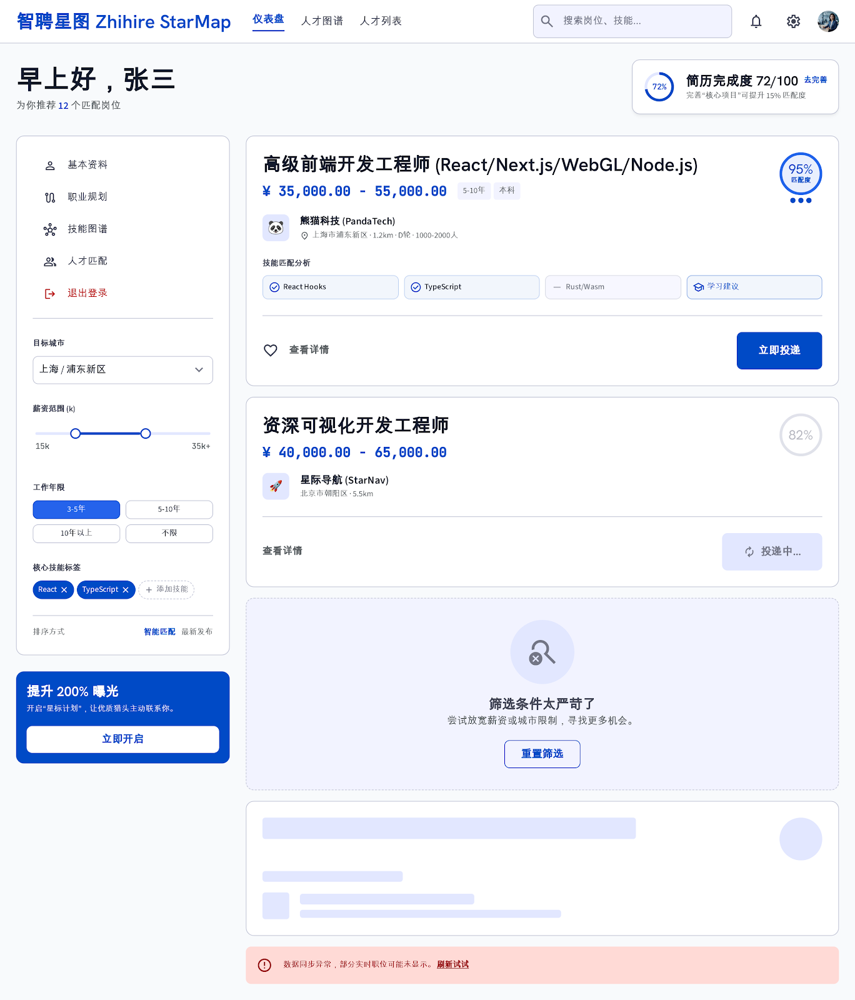 智聘星图 Zhihire StarMap
仪表盘
人才图谱
人才列表
搜索岗位、技能...
早上好，张三
为你推荐 12 个匹配岗位
72%
简历完成度 72/100
去完善
完善“核心项目”可提升 15% 匹配度
基本资料
职业规划
技能图谱
人才匹配
退出登录
目标城市
上海 / 浦东新区
薪资范围 (k)
15k
35k+
工作年限
3-5年
5-10年
10年以上
不限
核心技能标签
React
TypeScript
添加技能
排序方式
智能匹配
最新发布
提升 200% 曝光
开启“星标计划”，让优质猎头主动联系你。
立即开启
高级前端开发工程师 (React/Next.js/WebGL/Node.js)
¥ 35,000.00 - 55,000.00
5-10年
本科
95%
匹配度
熊猫科技 (PandaTech)
上海市浦东新区 · 1.2km · D轮 · 1000-2000人
技能匹配分析
React Hooks
TypeScript
Rust/Wasm
学习建议
查看详情
立即投递
资深可视化开发工程师
¥ 40,000.00 - 65,000.00
82%
星际导航 (StarNav)
北京市朝阳区 · 5.5km
查看详情
投递中...
筛选条件太严苛了
尝试放宽薪资或城市限制，寻找更多机会。
重置筛选
数据同步异常，部分实时职位可能未显示。 刷新试试